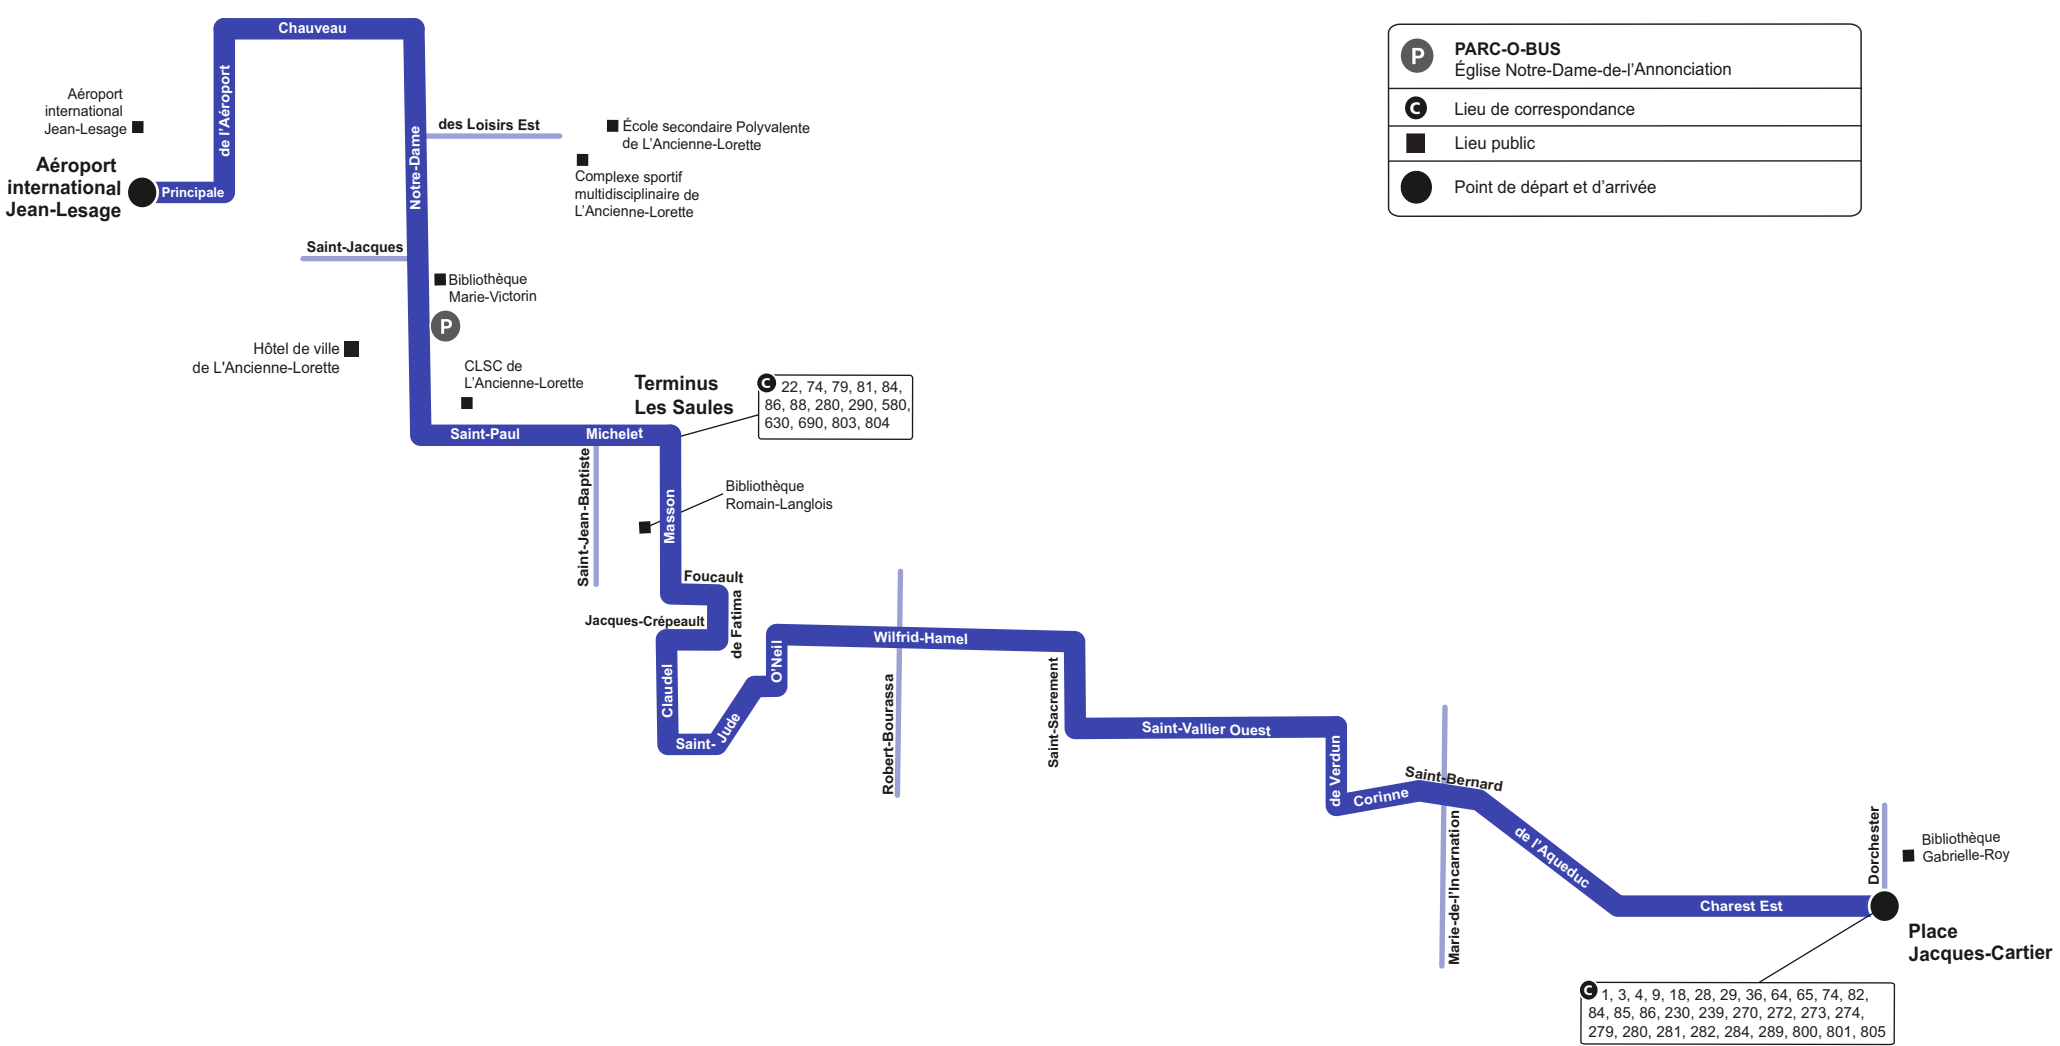 Chauveau
de l'Aéroport
Aéroport
international
Jean-Lesage
Aéroport
international
Jean-Lesage
Principale
Notre-Dame
des Loisirs Est
École secondaire Polyvalente
de L'Ancienne-Lorette
Complexe sportif
multidisciplinaire de
L'Ancienne-Lorette
Saint-Jacques
Bibliothèque
Marie-Victorin
P
Hôtel de ville
de L'Ancienne-Lorette
CLSC de
L'Ancienne-Lorette
Terminus
Les Saules
C 22, 74, 79, 81, 84,
86, 88, 280, 290, 580,
630, 690, 803, 804
Saint-Paul
Michelet
Saint-Jean-Baptiste
Masson
Bibliothèque
Romain-Langlois
Foucault
de Fatima
Jacques-Crépeault
Claudel
Saint-Jude
O'Neil
Wilfrid-Hamel
Robert-Bourassa
Saint-Sacrement
Saint-Vallier Ouest
de Verdun
Corinne
Saint-Bernard
Marie-de-l'Incarnation
de l'Aqueduc
Charest Est
Dorchester
Bibliothèque
Gabrielle-Roy
Place
Jacques-Cartier
C 1, 3, 4, 9, 18, 28, 29, 36, 64, 65, 74, 82,
84, 85, 86, 230, 239, 270, 272, 273, 274,
279, 280, 281, 282, 284, 289, 800, 801, 805
P PARC-O-BUS
Église Notre-Dame-de-l'Annonciation
C Lieu de correspondance
Lieu public
Point de départ et d'arrivée